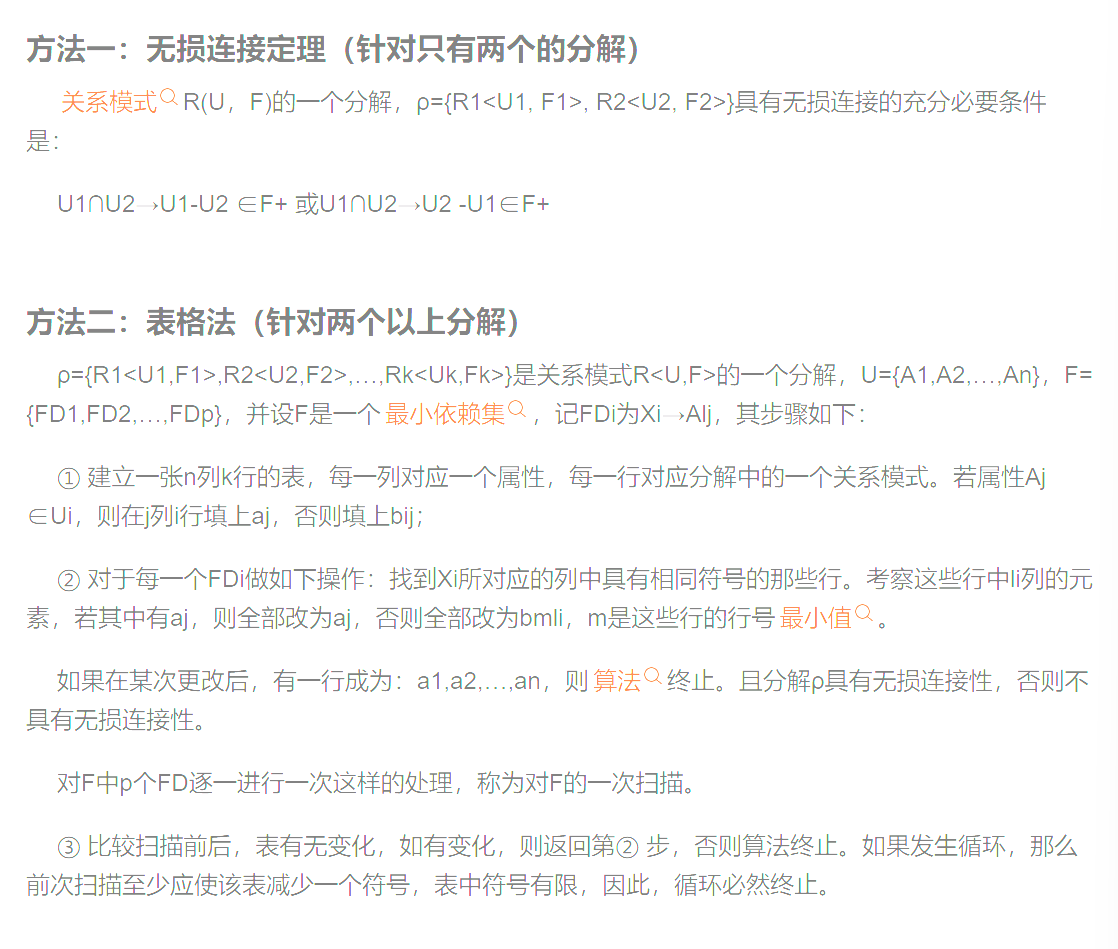 方法一：无损连接定理（针对只有两个的分解）
关系模式 R(U，F)的一个分解，ρ={R1<U1, F1>, R2<U2, F2>}具有无损连接的充分必要条件
是：
U1∩U2→U1-U2 ∈F+ 或U1∩U2→U2 -U1∈F+
方法二：表格法（针对两个以上分解）
ρ={R1<U1,F1>,R2<U2,F2>,...,Rk<Uk,Fk>}是关系模式R<U,F>的一个分解，U={A1,A2,...,An}，F=
{FD1,FD2,...,FDp}，并设F是一个 最小依赖集 ，记FDi为Xi→Alj，其步骤如下：
① 建立一张n列k行的表，每一列对应一个属性，每一行对应分解中的一个关系模式。若属性Aj
∈Ui，则在j列i行填上aj，否则填上bij；
② 对于每一个FDi做如下操作：找到Xi所对应的列中具有相同符号的那些行。考察这些行中li列的元
素，若其中有aj，则全部改为aj，否则全部改为bmli，m是这些行的行号 最小值 。
如果在某次更改后，有一行成为：a1,a2,...,an，则 算法 终止。且分解ρ具有无损连接性，否则不
具有无损连接性。
对F中p个FD逐一进行一次这样的处理，称为对F的一次扫描。
③ 比较扫描前后，表有无变化，如有变化，则返回第② 步，否则算法终止。如果发生循环，那么
前次扫描至少应使该表减少一个符号，表中符号有限，因此，循环必然终止。